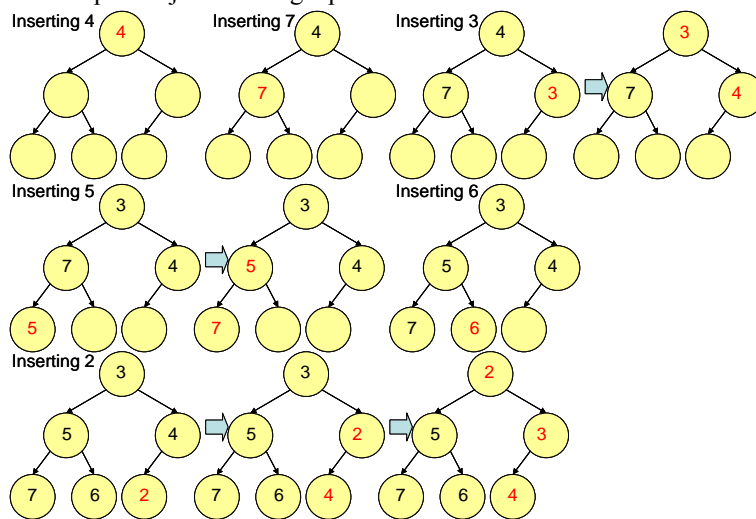 Inserting 4 4 Inserting 7 4 Inserting 3 4 3
7 7 3 7 4
Inserting 5 3 3 Inserting 6 3
7 4 5 4 5 4
5 7 7 6
Inserting 2 3 3 2
5 4 5 2 5 3
7 6 2 7 6 4 7 6 4